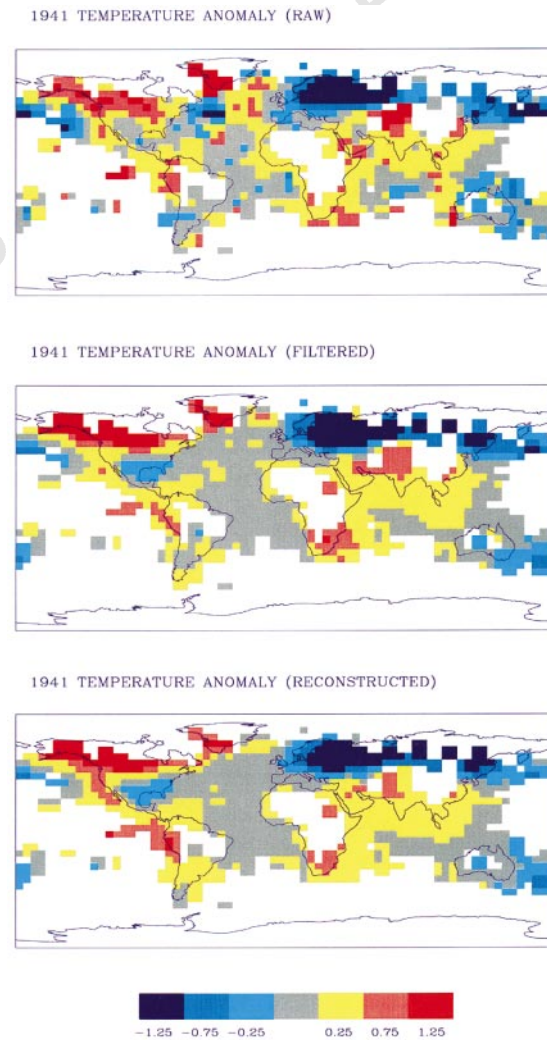 1941 TEMPERATURE ANOMALY (RAW)
1941 TEMPERATURE ANOMALY (FILTERED)
1941 TEMPERATURE ANOMALY (RECONSTRUCTED)
-1.25 -0.75 -0.25 0.25 0.75 1.25